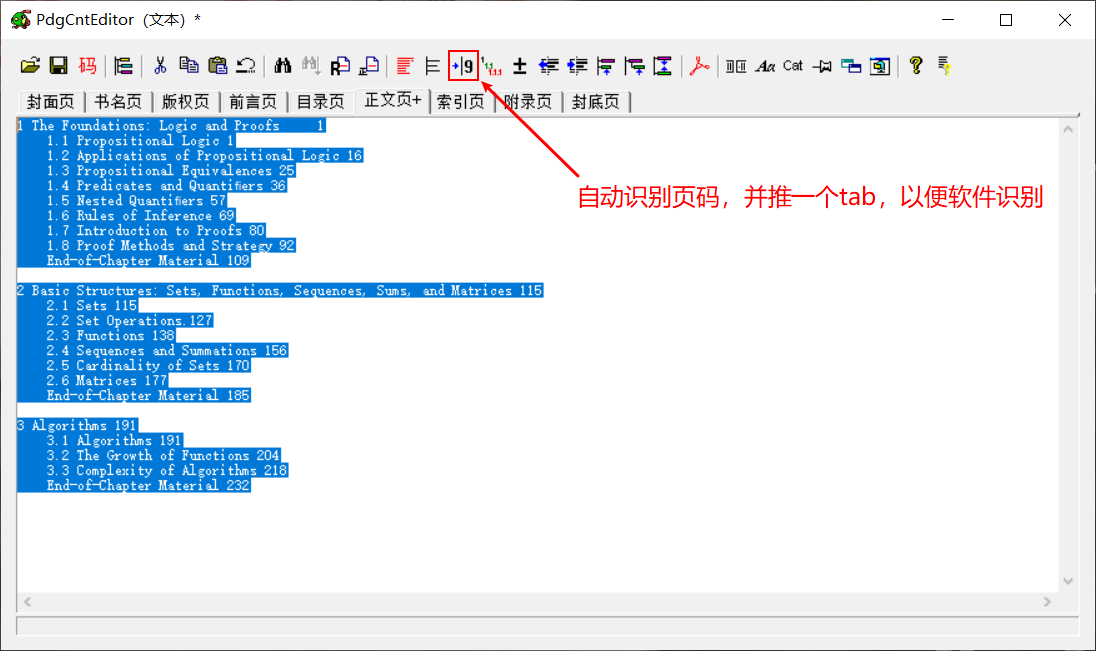 PdgCntEditor（文本）*
码 9 Aa Cat
封面页 书名页 版权页 前言页 目录页 正文页+ 索引页 附录页 封底页
1 The Foundations: Logic and Proofs 1
1.1 Propositional Logic 1
1.2 Applications of Propositional Logic 16
1.3 Propositional Equivalences 25
1.4 Predicates and Quantifiers 36
1.5 Nested Quantifiers 57
1.6 Rules of Inference 69
1.7 Introduction to Proofs 80
1.8 Proof Methods and Strategy 92
End-of-Chapter Material 109
2 Basic Structures: Sets, Functions, Sequences, Sums, and Matrices 115
2.1 Sets 115
2.2 Set Operations.127
2.3 Functions 138
2.4 Sequences and Summations 156
2.5 Cardinality of Sets 170
2.6 Matrices 177
End-of-Chapter Material 185
3 Algorithms 191
3.1 Algorithms 191
3.2 The Growth of Functions 204
3.3 Complexity of Algorithms 218
End-of-Chapter Material 232
自动识别页码，并推一个tab，以便软件识别